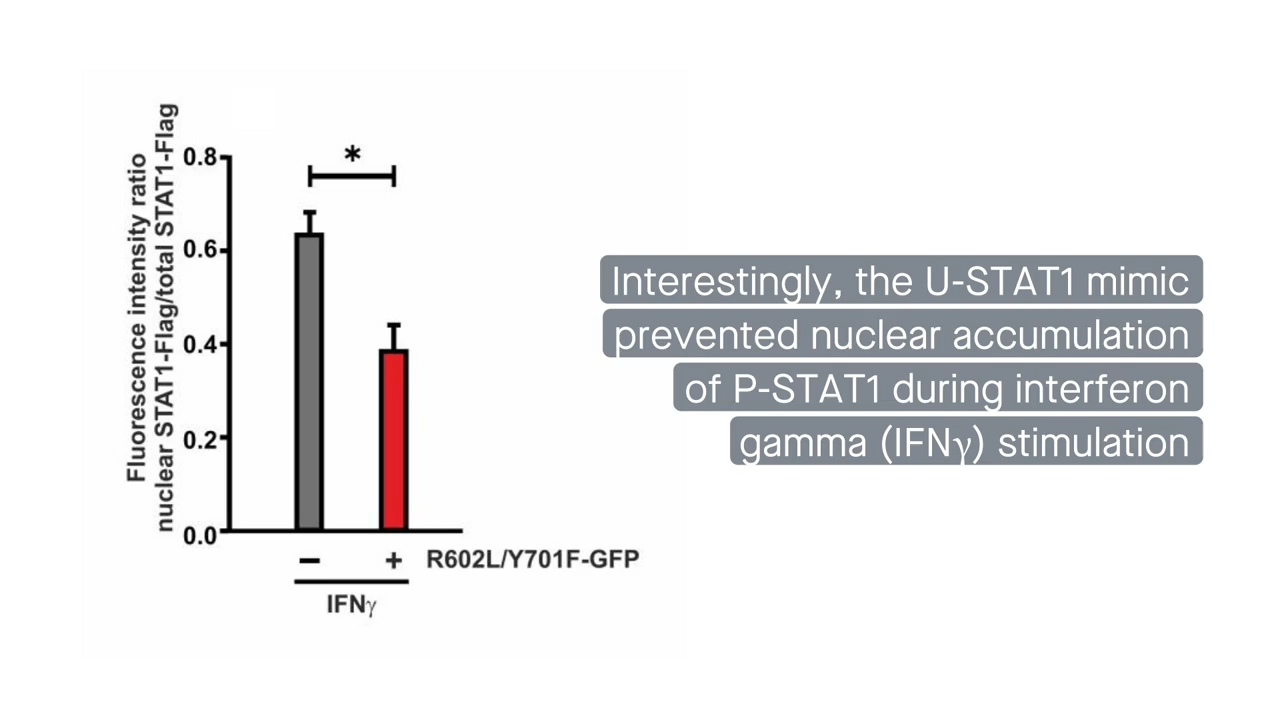 Fluorescence intensity ratio
nuclear STAT1-Flag/total STAT1-Flag
0.8
0.6
0.4
0.2
0.0
*
− + R602L/Y701F-GFP
IFNγ
Interestingly, the U-STAT1 mimic
prevented nuclear accumulation
of P-STAT1 during interferon
gamma (IFNγ) stimulation